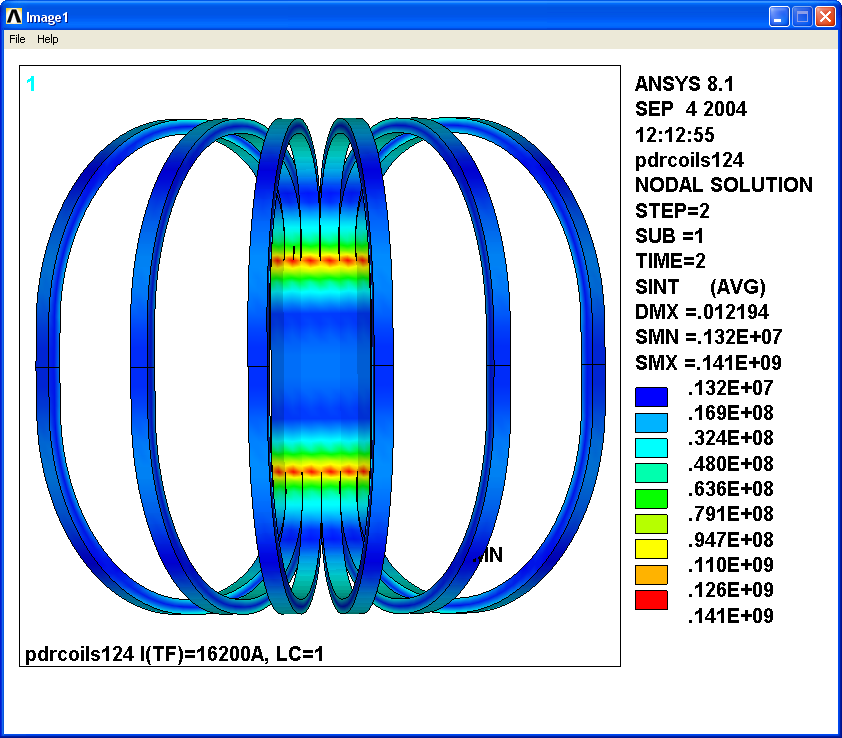 Image1
File Help
1
ANSYS 8.1
SEP 4 2004
12:12:55
pdrcoils124
NODAL SOLUTION
STEP=2
SUB =1
TIME=2
SINT (AVG)
DMX =.012194
SMN =.132E+07
SMX =.141E+09
.132E+07
.169E+08
.324E+08
.480E+08
.636E+08
.791E+08
.947E+08
.110E+09
.126E+09
.141E+09
pdrcoils124 I(TF)=16200A, LC=1